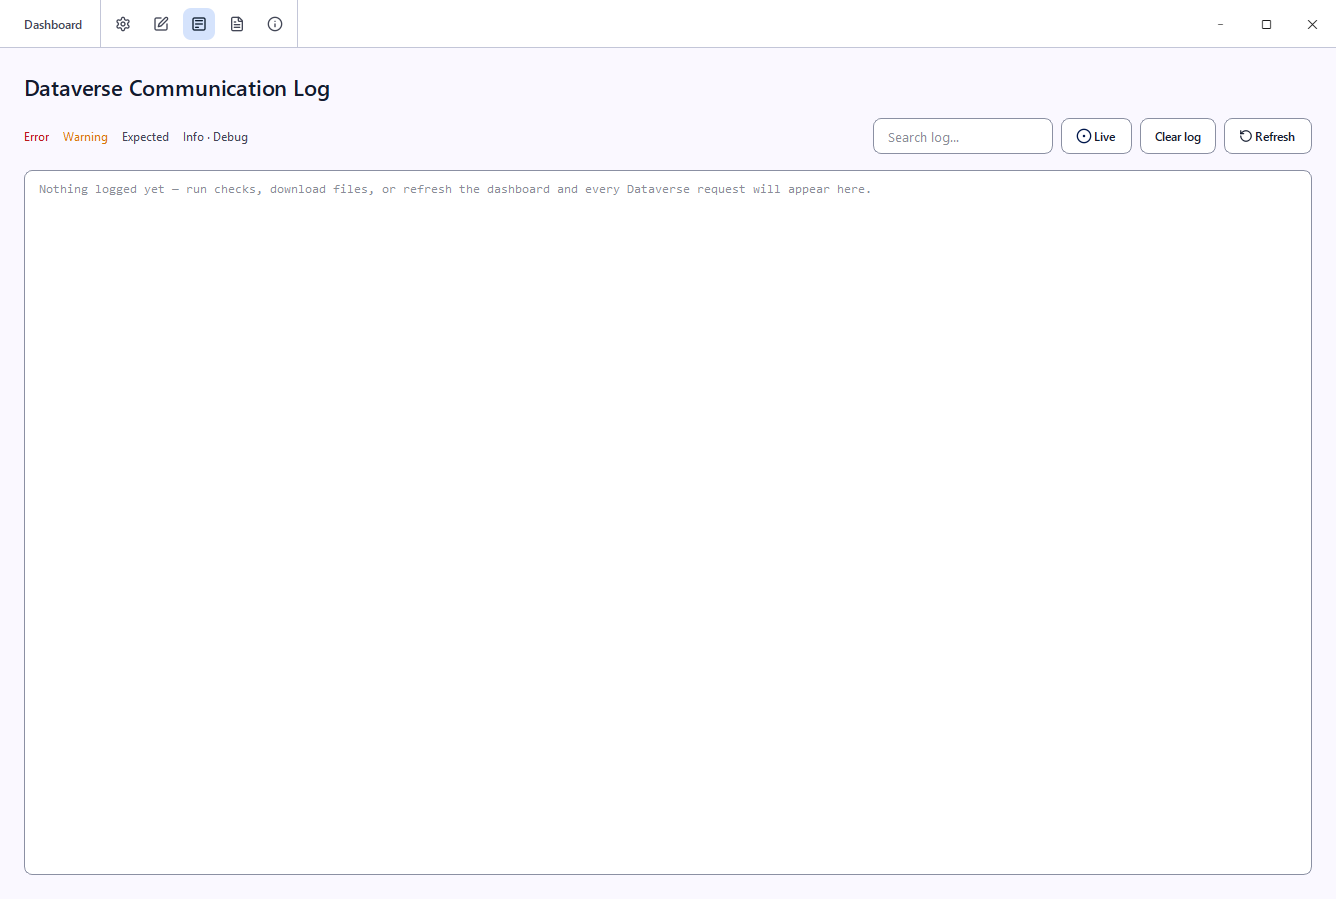 Dashboard
Dataverse Communication Log
Error Warning Expected Info · Debug
Search log... Live Clear log Refresh
Nothing logged yet — run checks, download files, or refresh the dashboard and every Dataverse request will appear here.